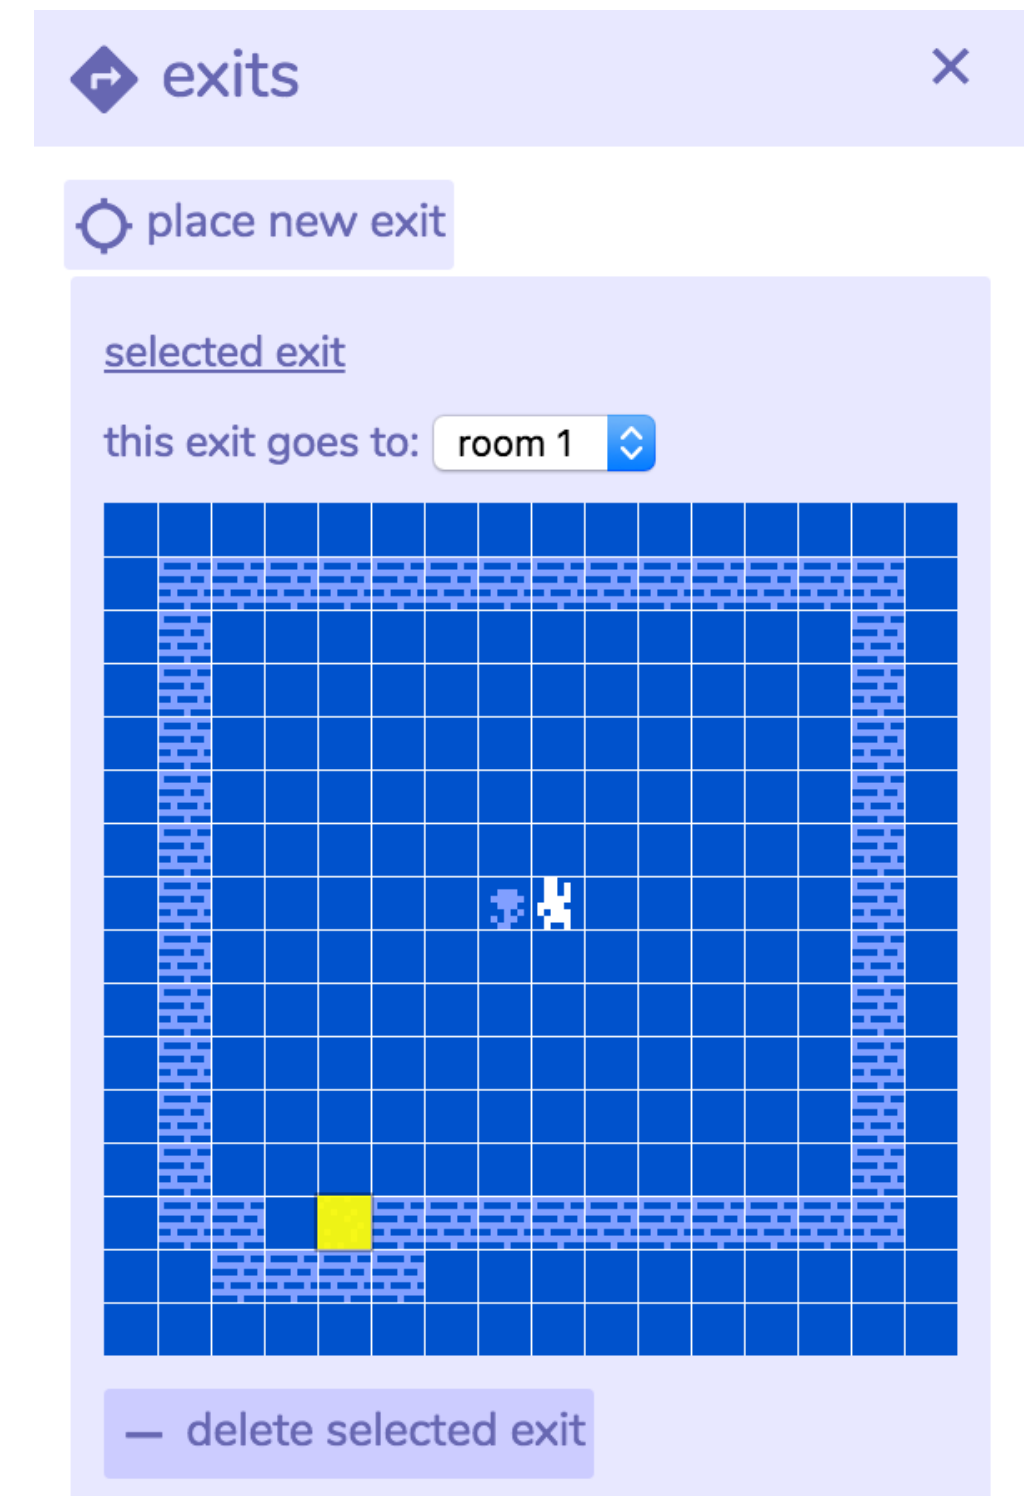 exits
place new exit
selected exit
this exit goes to: room 1
delete selected exit